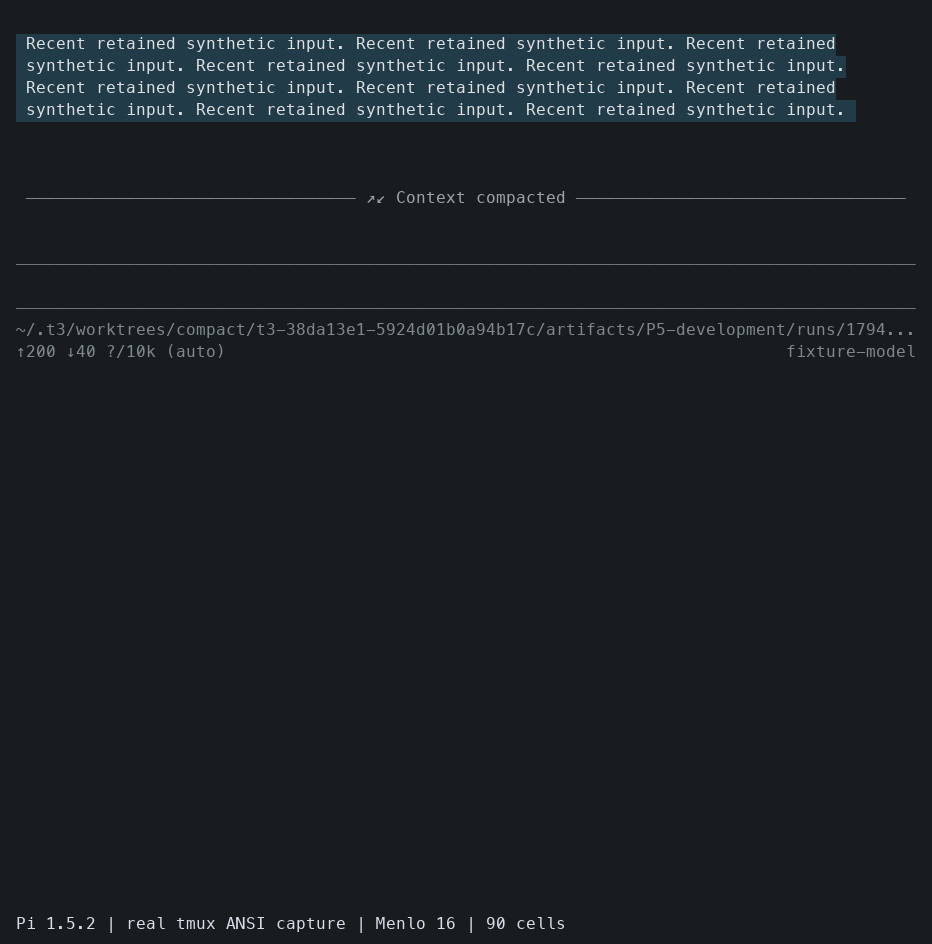 Recent retained synthetic input. Recent retained synthetic input. Recent retained
synthetic input. Recent retained synthetic input. Recent retained synthetic input.
Recent retained synthetic input. Recent retained synthetic input. Recent retained
synthetic input. Recent retained synthetic input. Recent retained synthetic input.
↗↙ Context compacted
~/.t3/worktrees/compact/t3-38da13e1-5924d01b0a94b17c/artifacts/P5-development/runs/1794...
↑200 ↓40 ?/10k (auto) fixture-model
Pi 1.5.2 | real tmux ANSI capture | Menlo 16 | 90 cells